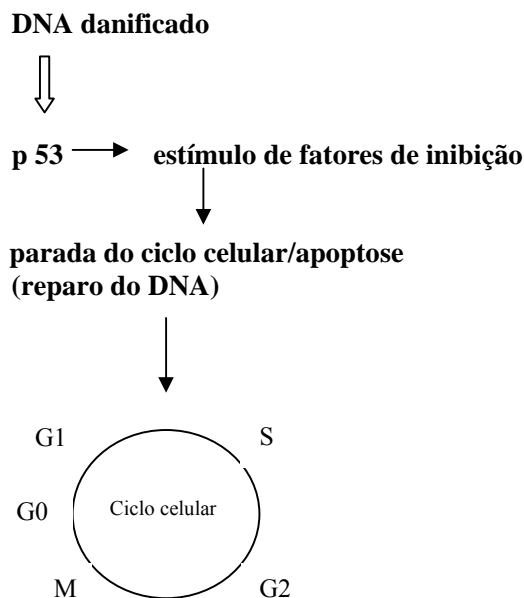 DNA danificado
p 53 estímulo de fatores de inibição
parada do ciclo celular/apoptose
(reparo do DNA)
G1 S
G0 Ciclo celular
M G2